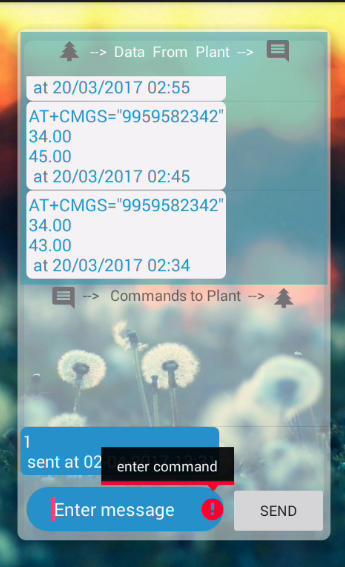 --> Data From Plant -->
at 20/03/2017 02:55
AT+CMGS="9959582342"
34.00
45.00
at 20/03/2017 02:45
AT+CMGS="9959582342"
34.00
43.00
at 20/03/2017 02:34
--> Commands to Plant -->
1
sent at
enter command
Enter message
SEND